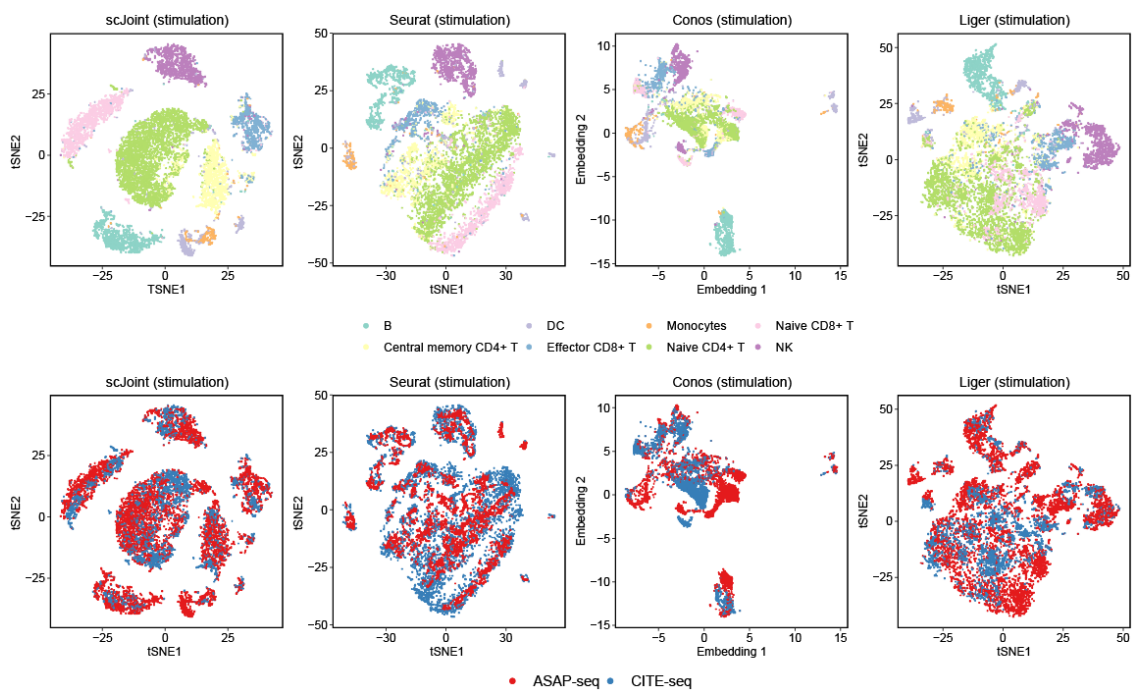 scJoint (stimulation)
Seurat (stimulation)
Conos (stimulation)
Liger (stimulation)
tSNE2
25
0
−25
−25
0
25
TSNE1
tSNE2
50
25
0
−25
−50
−30
0
30
tSNE1
Embedding 2
10
5
0
−5
−10
−15
−5
0
5
10
15
Embedding 1
tSNE2
50
25
0
−25
−25
0
25
50
tSNE1
B
DC
Monocytes
Naive CD8+ T
Central memory CD4+ T
Effector CD8+ T
Naive CD4+ T
NK
scJoint (stimulation)
Seurat (stimulation)
Conos (stimulation)
Liger (stimulation)
tSNE2
25
0
−25
−25
0
25
tSNE1
tSNE2
50
25
0
−25
−50
−30
0
30
tSNE1
Embedding 2
10
5
0
−5
−10
−15
−5
0
5
10
15
Embedding 1
tSNE2
50
25
0
−25
−25
0
25
50
tSNE1
ASAP-seq
CITE-seq